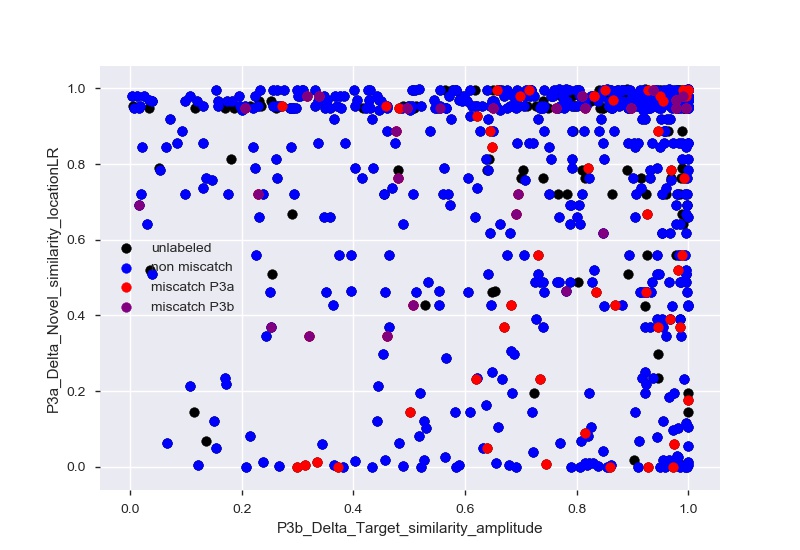 1.0
0.8
0.6
0.4
0.2
0.0
P3a_Delta_Novel_similarity_locationLR
unlabeled
non miscatch
miscatch P3a
miscatch P3b
0.0 0.2 0.4 0.6 0.8 1.0
P3b_Delta_Target_similarity_amplitude